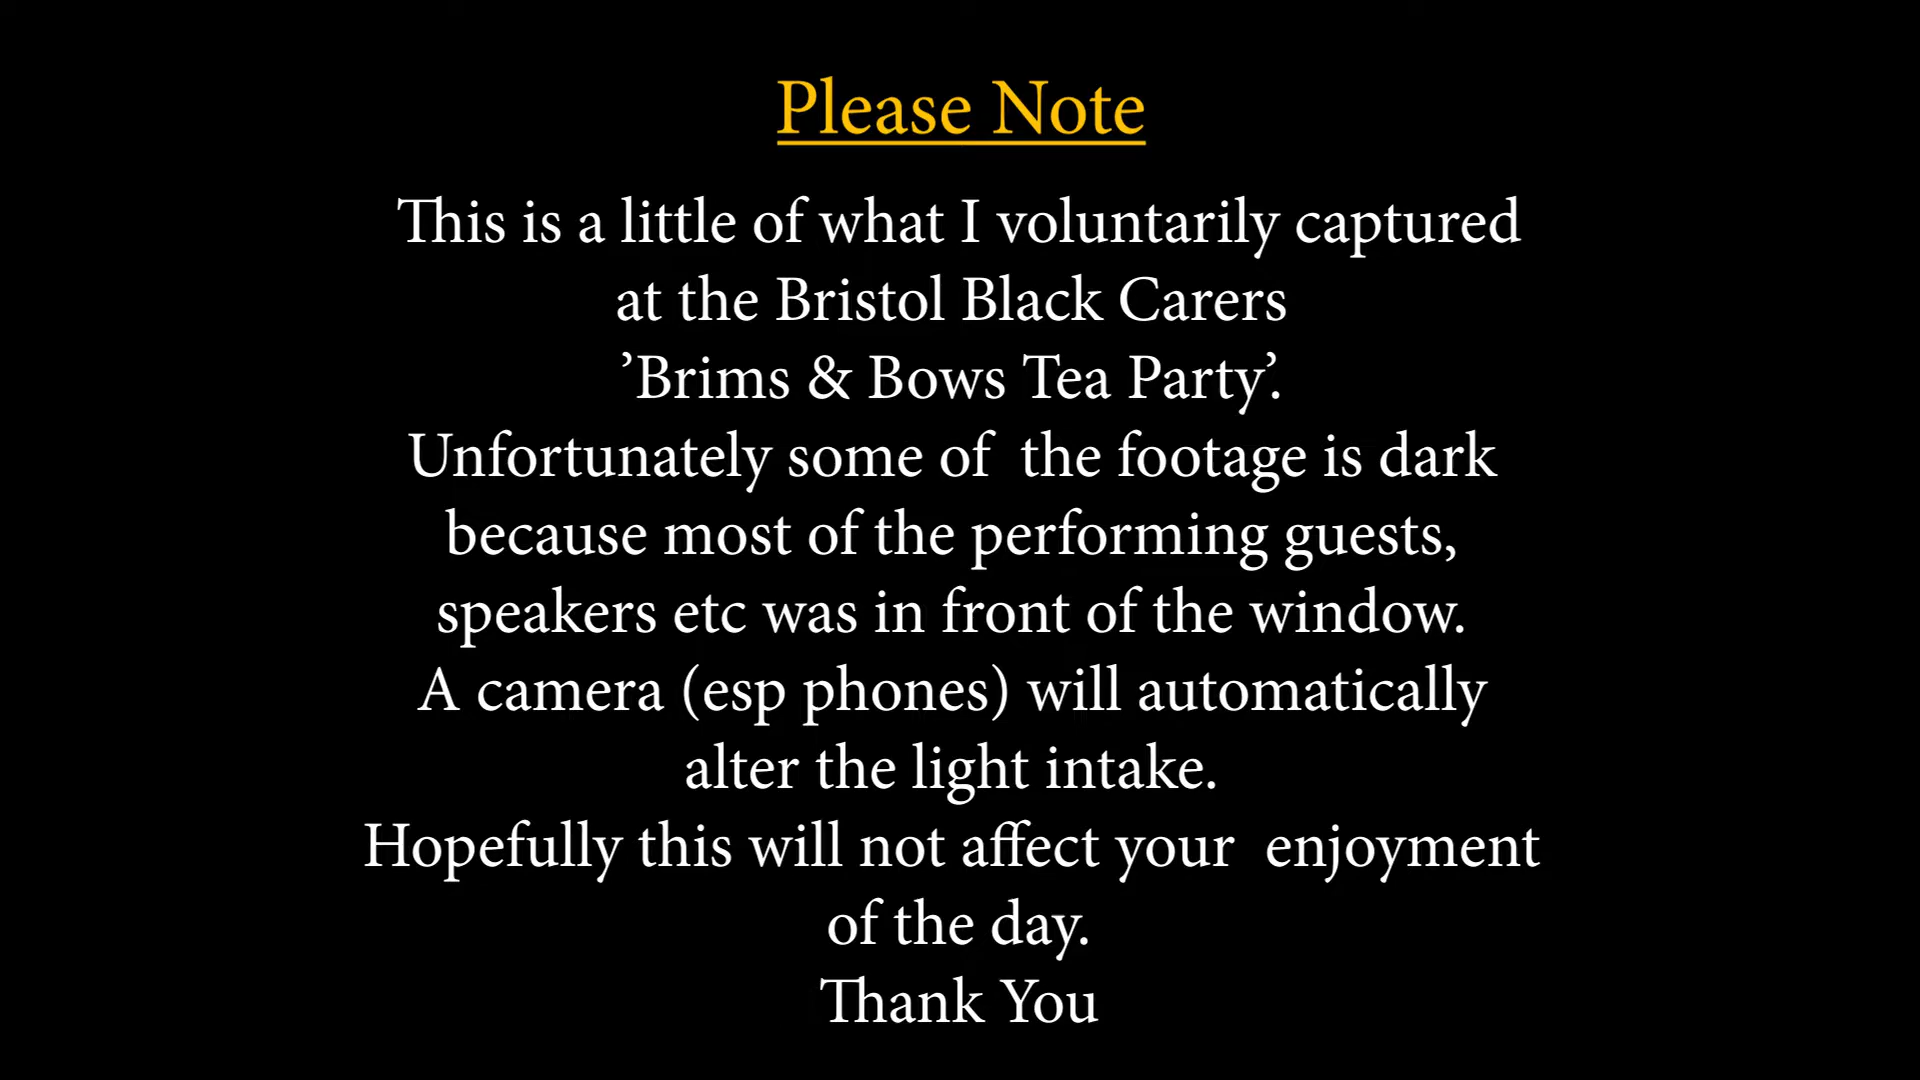 Please Note
This is a little of what I voluntarily captured
at the Bristol Black Carers
’Brims & Bows Tea Party’.
Unfortunately some of  the footage is dark
because most of the performing guests,
speakers etc was in front of the window.
A camera (esp phones) will automatically
alter the light intake.
Hopefully this will not affect your  enjoyment
of the day.
Thank You